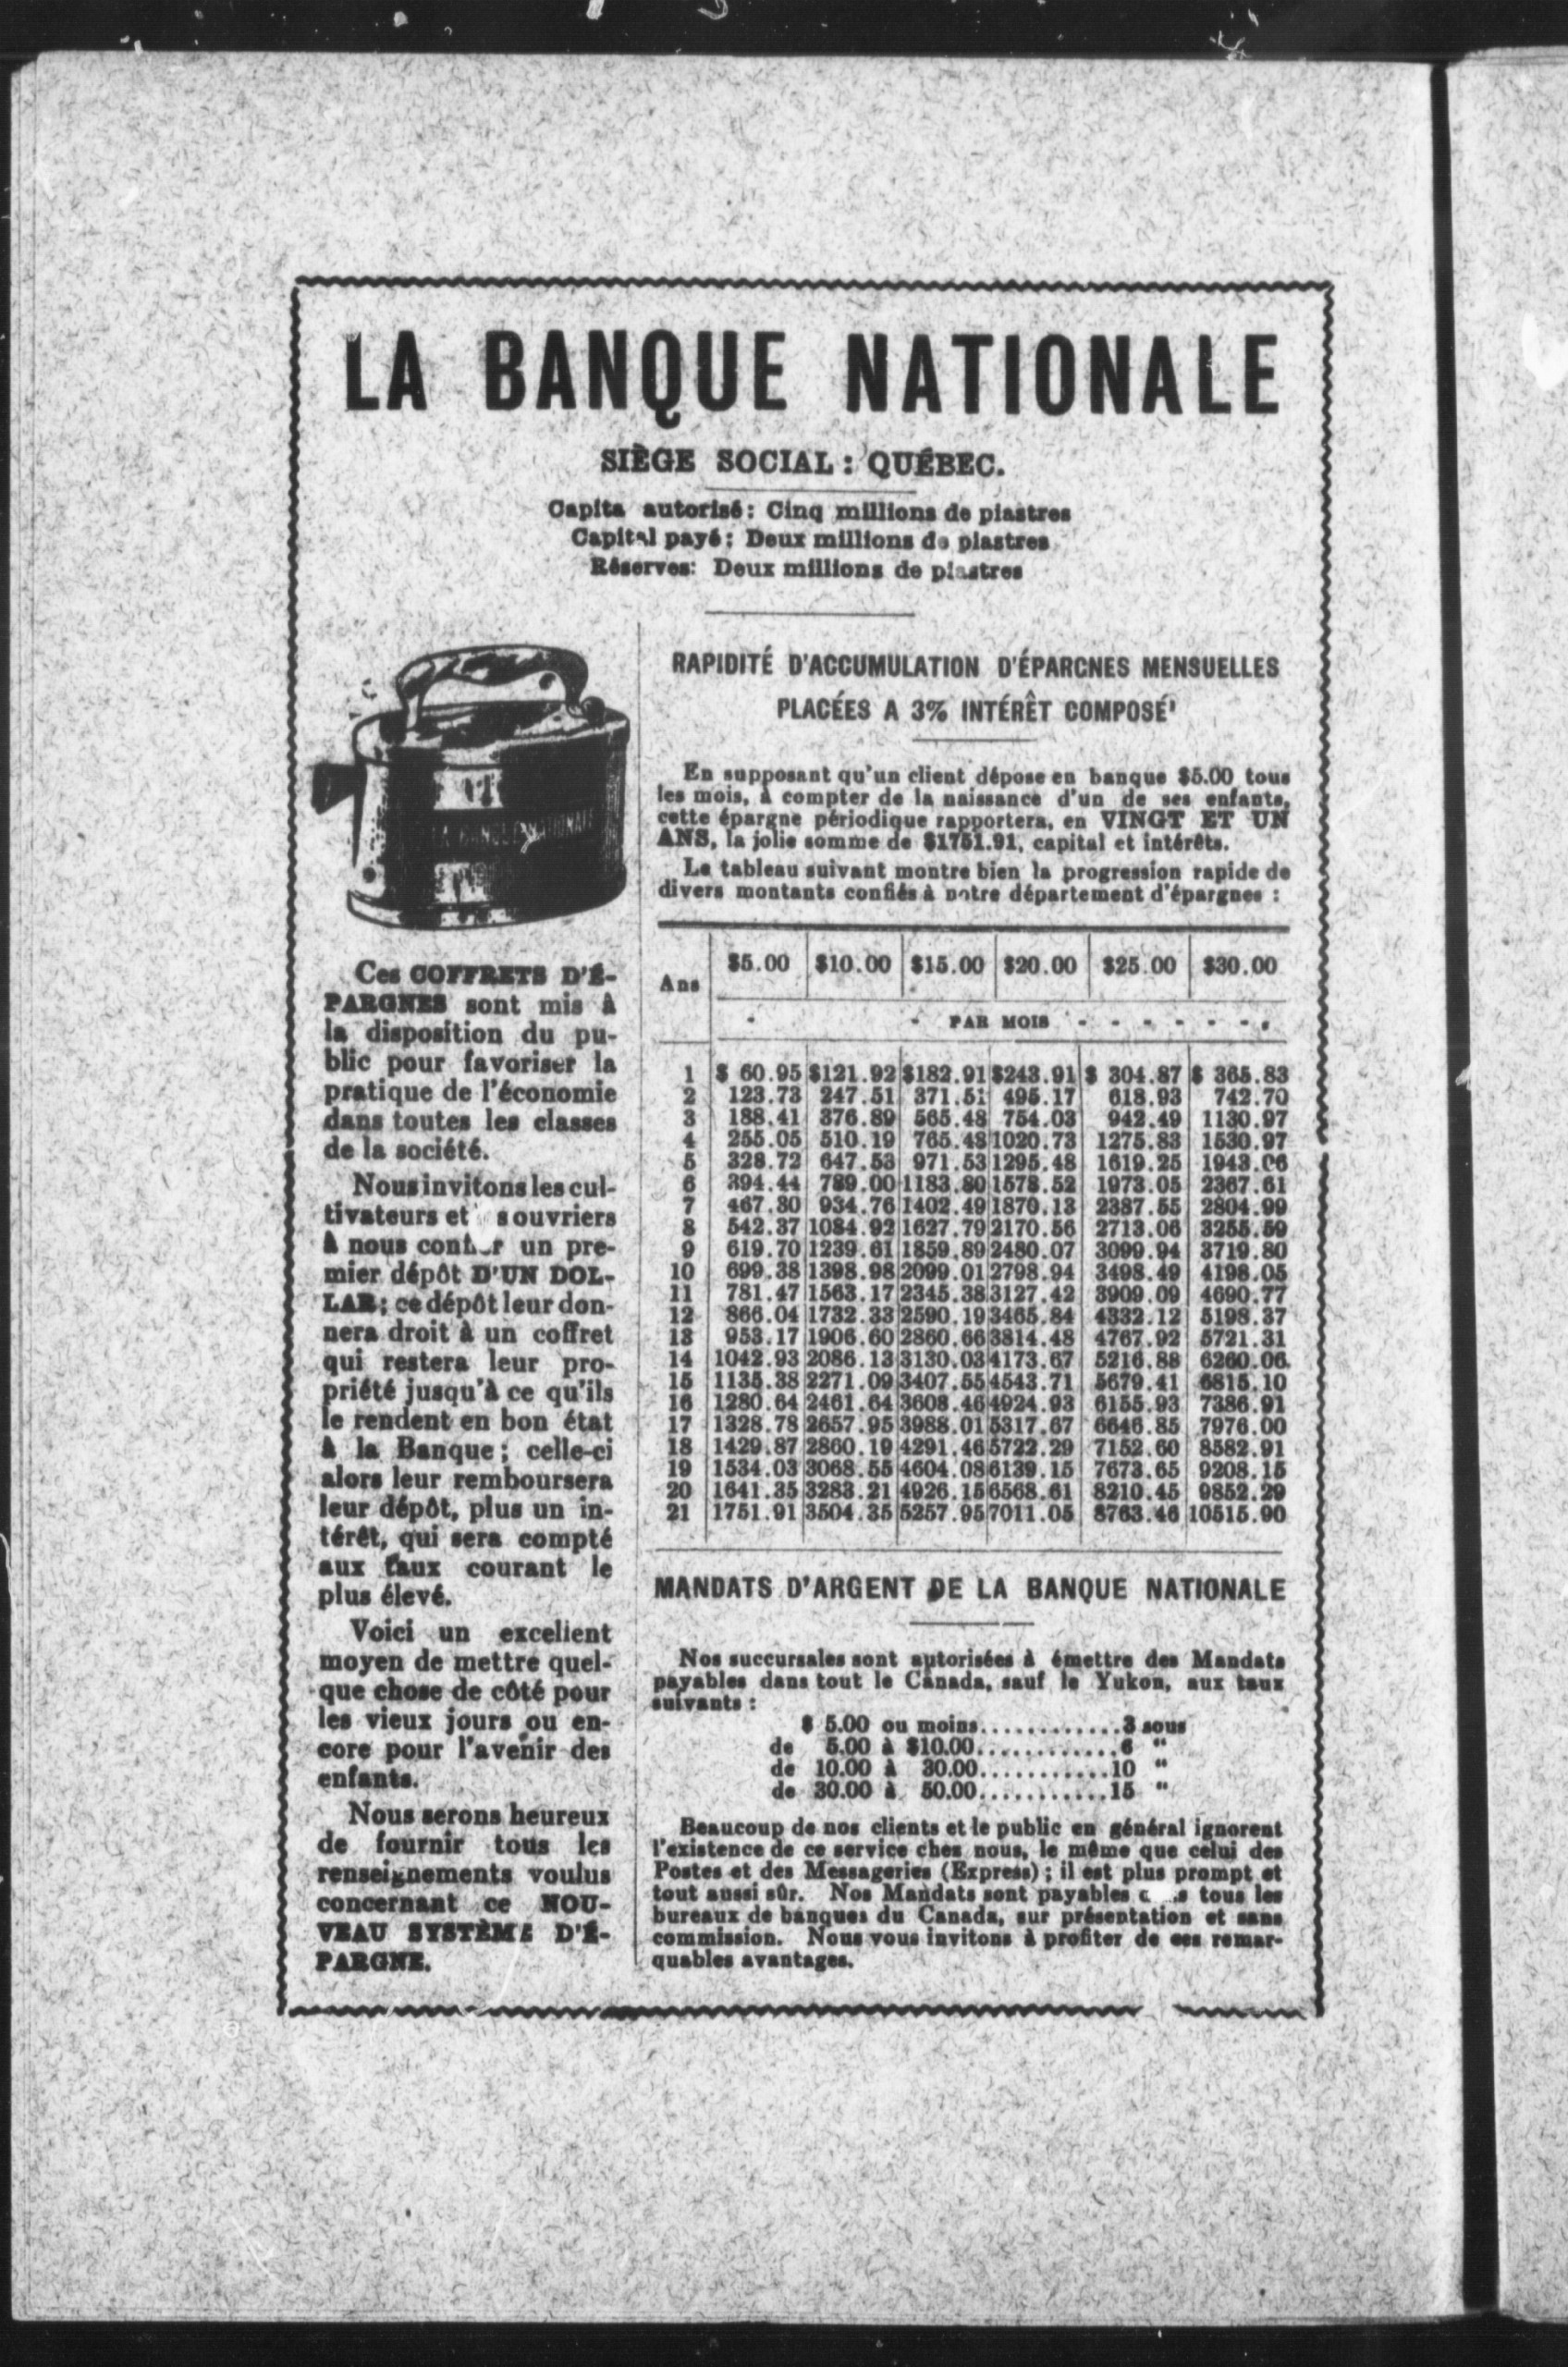 LA BANQUE NATIONALE
SIÈGE SOCIAL : QUÉBEC.
Capita autorisé : Cinq millions de piastres
Capital payé : Deux millions de piastres
Réserves: Deux millions de piastres
LA BANQUE NATIONALE
Ces COFFRETS D'É-
PARGNES sont mis à
la disposition du pu-
blic pour favoriser la
pratique de l'économie
dans toutes les classes
de la société.
Nous invitons les cul-
tivateurs et s ouvriers
à nous un pre-
mier dépôt D'UN DOL-
LAR ; ce dépôt leur don-
nera droit à un coffret
qui restera leur pro-
priété jusqu'à ce qu'ils
le rendent en bon état
à la Banque ; celle-ci
alors leur remboursera
leur dépôt, plus un in-
térêt, qui sera compté
aux taux courant le
plus élevé.
Voici un excellent
moyen de mettre quel-
que chose de côté pour
les vieux jours ou en-
core pour l'avenir des
enfants.
Nous serons heureux
de fournir tous les
renseignements voulus
concernant ce NOU-
VEAU SYSTÈME D'É-
PARGNE.
RAPIDITÉ D'ACCUMULATION D'ÉPARGNES MENSUELLES
PLACÉES A 3% INTÉRÊT COMPOSÉ
En supposant qu'un client dépose en banque $5.00 tous
les mois, à compter de la naissance d'un de ses enfants,
cette épargne périodique rapportera, en VINGT ET UN
ANS, la jolie somme de $1751.91, capital et intérêts.
Le tableau suivant montre bien la progression rapide de
divers montants confiés à notre département d'épargnes :
Ans $5.00 $10.00 $15.00 $20.00 $25.00 $30.00
- - PAR MOIS - - - - - -
1 $ 60.95 $121.92 $182.91 $243.91 $ 304.87 $ 365.83
2 123.73 247.51 371.51 495.17 618.93 742.70
3 188.41 376.89 565.48 754.03 942.49 1130.97
4 255.05 510.19 765.48 1020.73 1275.83 1530.97
5 328.72 647.53 971.53 1295.48 1619.25 1943.06
6 394.44 789.00 1183.80 1578.52 1973.05 2367.61
7 467.30 934.76 1402.49 1870.13 2387.55 2804.99
8 542.37 1084.92 1627.79 2170.56 2713.06 3255.59
9 619.70 1239.61 1859.89 2480.07 3099.94 3719.80
10 699.38 1398.98 2099.01 2798.94 3498.49 4198.05
11 781.47 1563.17 2345.38 3127.42 3909.09 4690.77
12 866.04 1732.33 2590.19 3465.84 4332.12 5198.37
13 953.17 1906.60 2860.66 3814.48 4767.92 5721.31
14 1042.93 2086.13 3130.03 4173.67 5216.88 6260.06
15 1135.38 2271.09 3407.55 4543.71 5679.41 6815.10
16 1280.64 2461.64 3608.46 4924.93 6155.93 7386.91
17 1328.78 2657.95 3988.01 5317.67 6646.85 7976.00
18 1429.87 2860.19 4291.46 5722.29 7152.60 8582.91
19 1534.03 3068.55 4604.08 6139.15 7673.65 9208.15
20 1641.35 3283.21 4926.15 6568.61 8210.45 9852.29
21 1751.91 3504.35 5257.95 7011.05 8763.46 10515.90
MANDATS D'ARGENT DE LA BANQUE NATIONALE
Nos succursales sont autorisées à émettre des Mandats
payables dans tout le Canada, sauf le Yukon, aux taux
suivants :
$ 5.00 ou moins............3 sous
de 5.00 à $10.00............6 "
de 10.00 à 30.00...........10 "
de 30.00 à 50.00...........15 "
Beaucoup de nos clients et le public en général ignorent
l'existence de ce service chez nous, le même que celui des
Postes et des Messageries (Express) ; il est plus prompt et
tout aussi sûr. Nos Mandats sont payables tous les
bureaux de banques du Canada, sur présentation et sans
commission. Nous vous invitons à profiter de ces remar-
quables avantages.